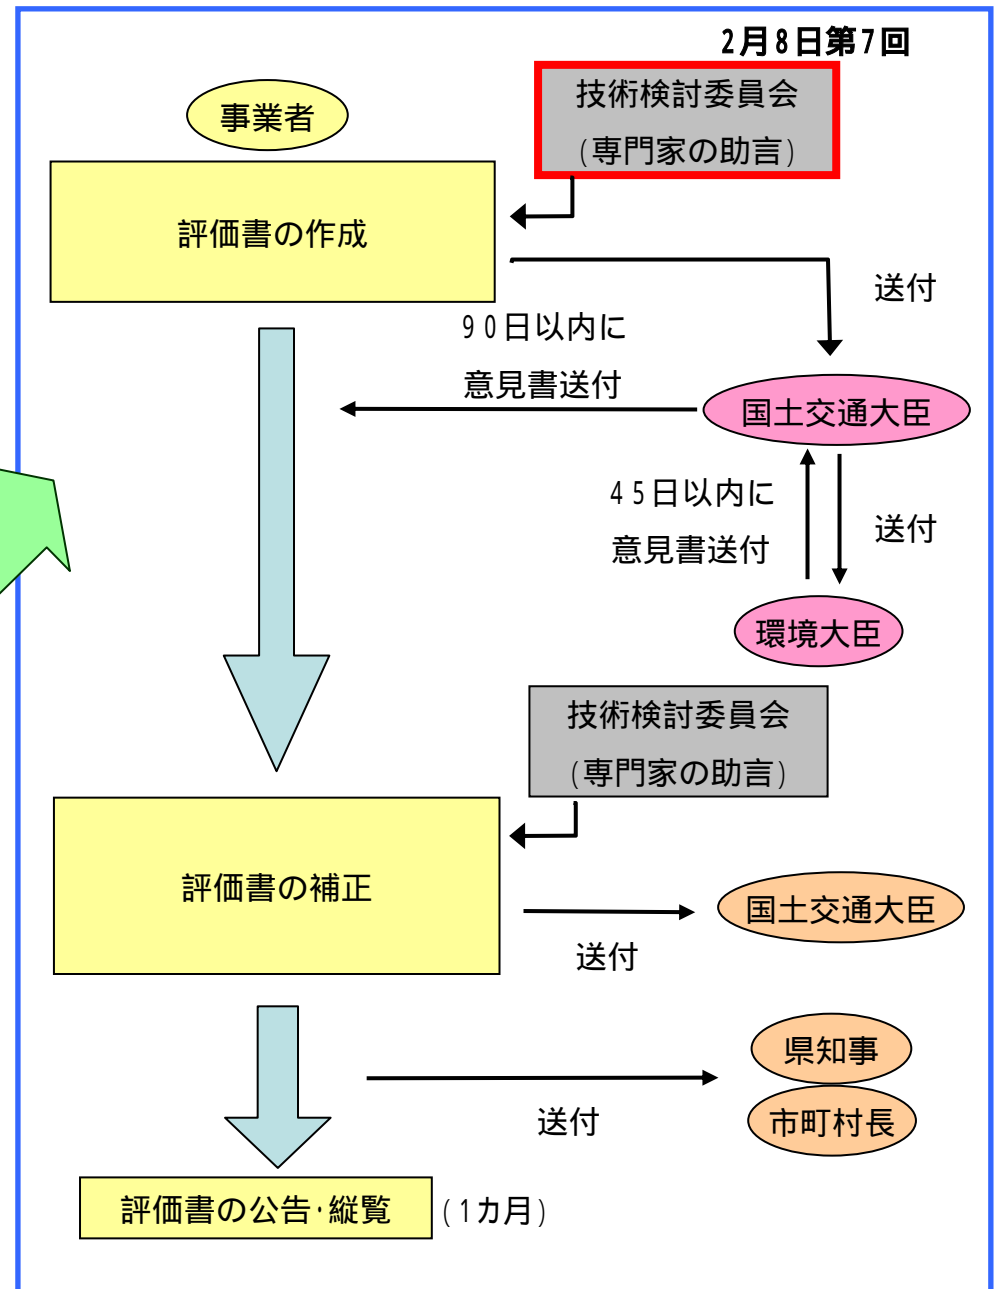 2月8日第7回
技術検討委員会
(専門家の助言)
事業者
評価書の作成
送付
90日以内に
意見書送付
国土交通大臣
45日以内に
意見書送付
送付
環境大臣
技術検討委員会
(専門家の助言)
評価書の補正
国土交通大臣
送付
県知事
市町村長
送付
評価書の公告・縦覧
(1カ月)